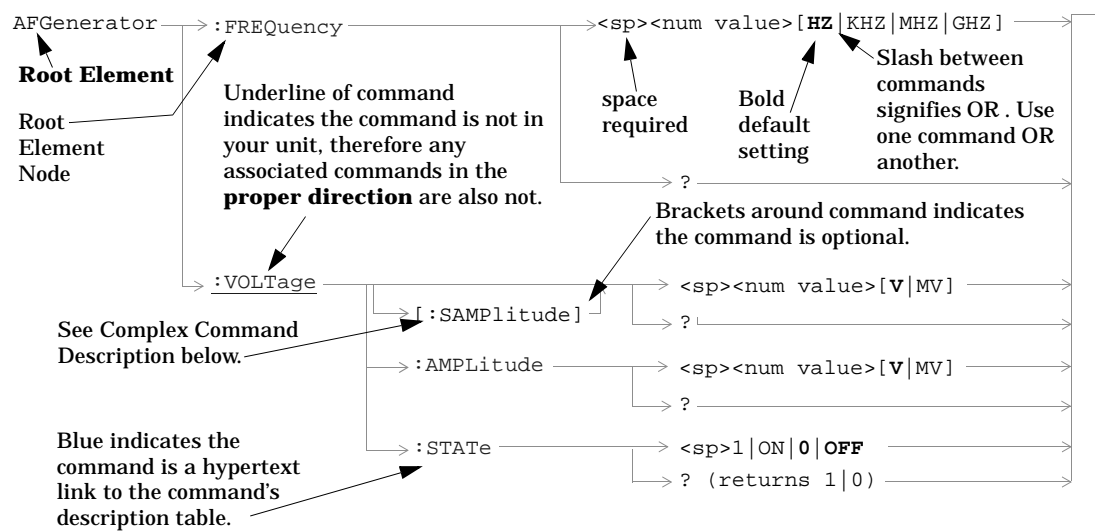 AFGenerator :FREQuency <sp><num value>[HZ|KHZ|MHZ|GHZ]
Root Element
Root
Element
Node
Underline of command
indicates the command is not in
your unit, therefore any
associated commands in the
proper direction are also not.
space
required
Bold
default
setting
Slash between
commands
signifies OR . Use
one command OR
another.
?
Brackets around command indicates
the command is optional.
:VOLTage <sp><num value>[V|MV]
[:SAMPlitude] ?
See Complex Command
Description below.
:AMPLitude <sp><num value>[V|MV]
?
Blue indicates the
command is a hypertext
link to the command's
description table.
:STATe <sp>1|ON|0|OFF
? (returns 1|0)